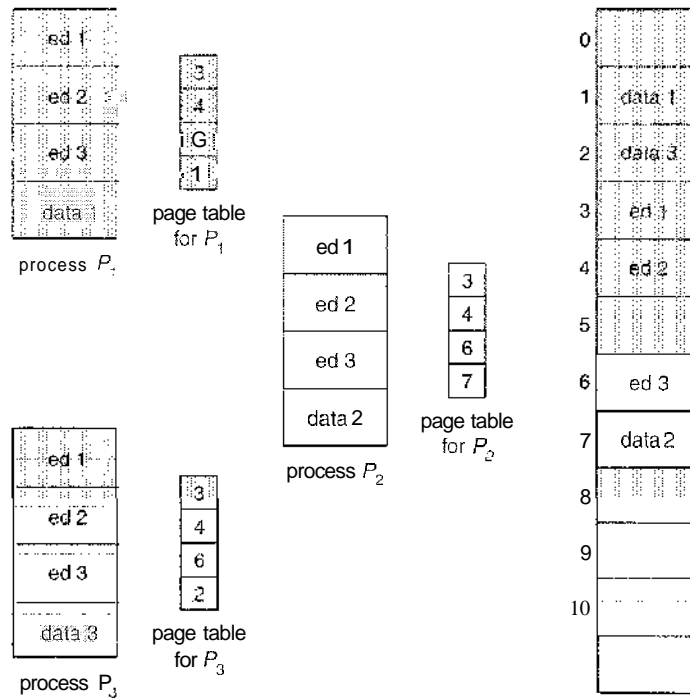 ed 1
ed 2
ed 3
data 1
process P1
3
4
G
1
page table
for P1
ed 1
ed 2
ed 3
data 2
process P2
3
4
6
7
page table
for P2
ed 1
ed 2
ed 3
data 3
process P3
3
4
6
2
page table
for P3
0
1 data 1
2 data 3
3 ed 1
4 ed 2
5
6 ed 3
7 data 2
8
9
10